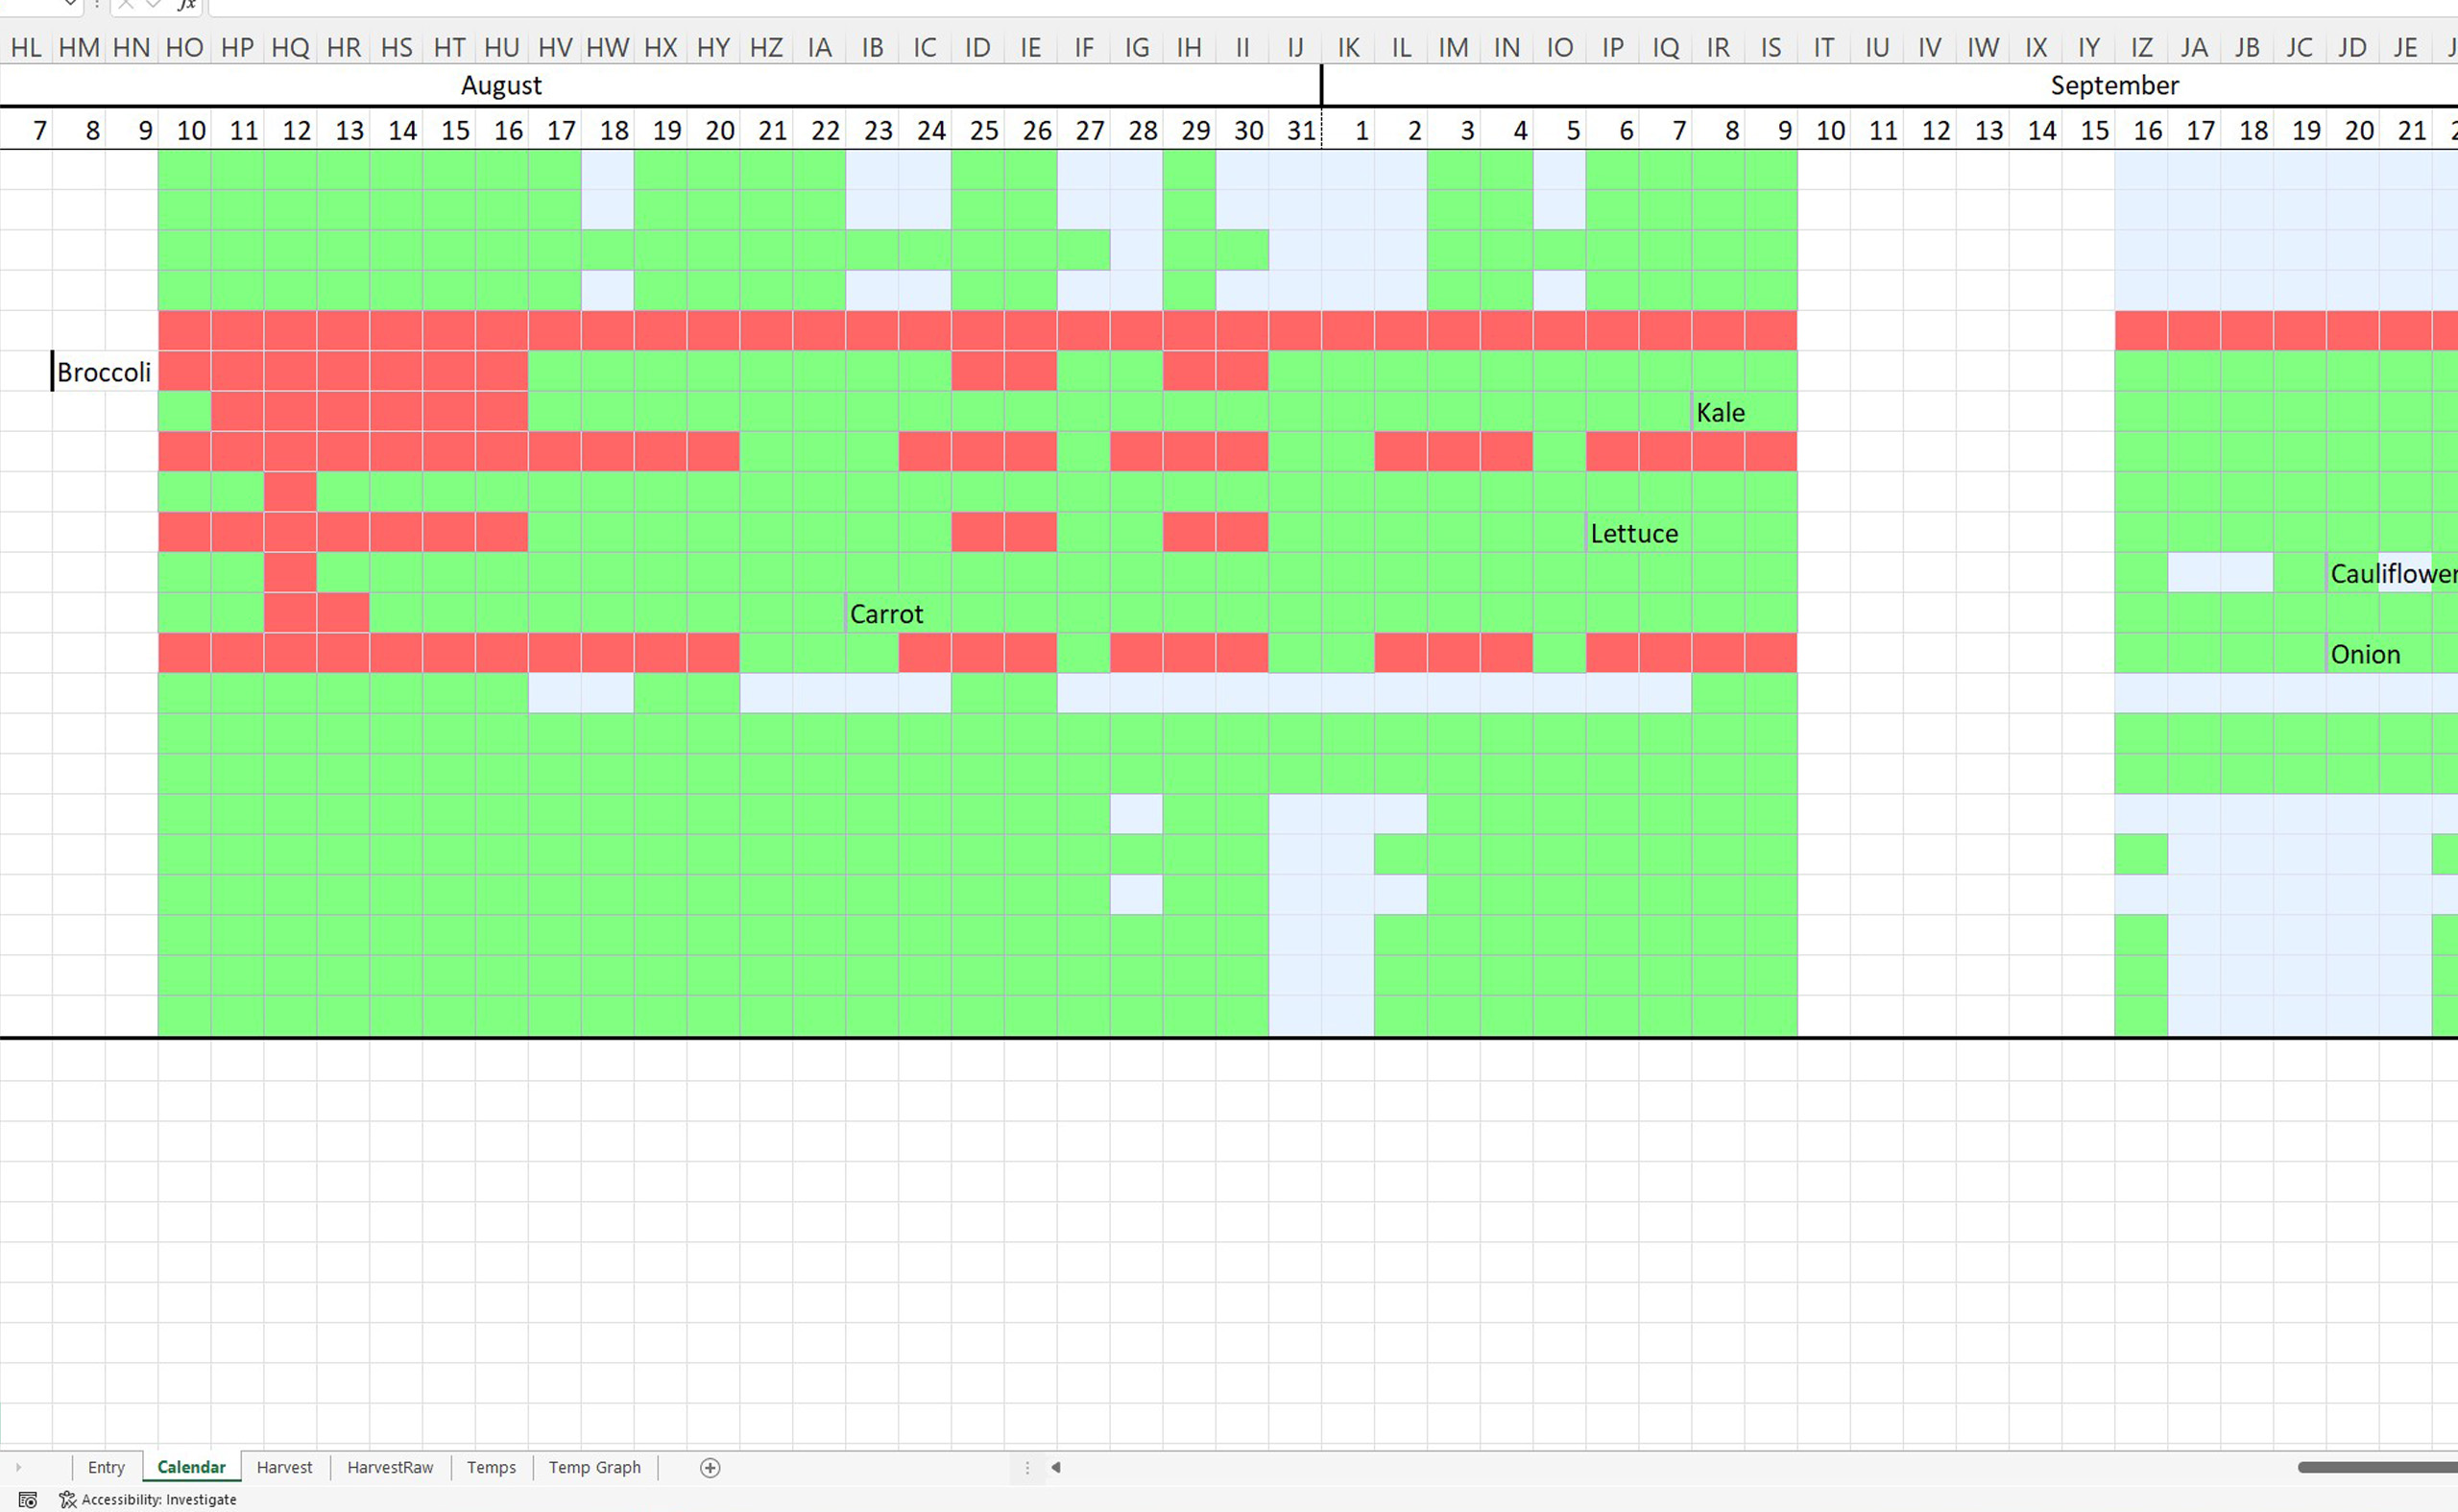 fx
HL HM HN HO HP HQ HR HS HT HU HV HW HX HY HZ IA IB IC ID IE IF IG IH II IJ IK IL IM IN IO IP IQ IR IS IT IU IV IW IX IY IZ JA JB JC JD JE
August September
7 8 9 10 11 12 13 14 15 16 17 18 19 20 21 22 23 24 25 26 27 28 29 30 31 1 2 3 4 5 6 7 8 9 10 11 12 13 14 15 16 17 18 19 20 21 2
Broccoli
Kale
Lettuce
Cauliflower
Carrot
Onion
Entry Calendar Harvest HarvestRaw Temps Temp Graph
Accessibility: Investigate